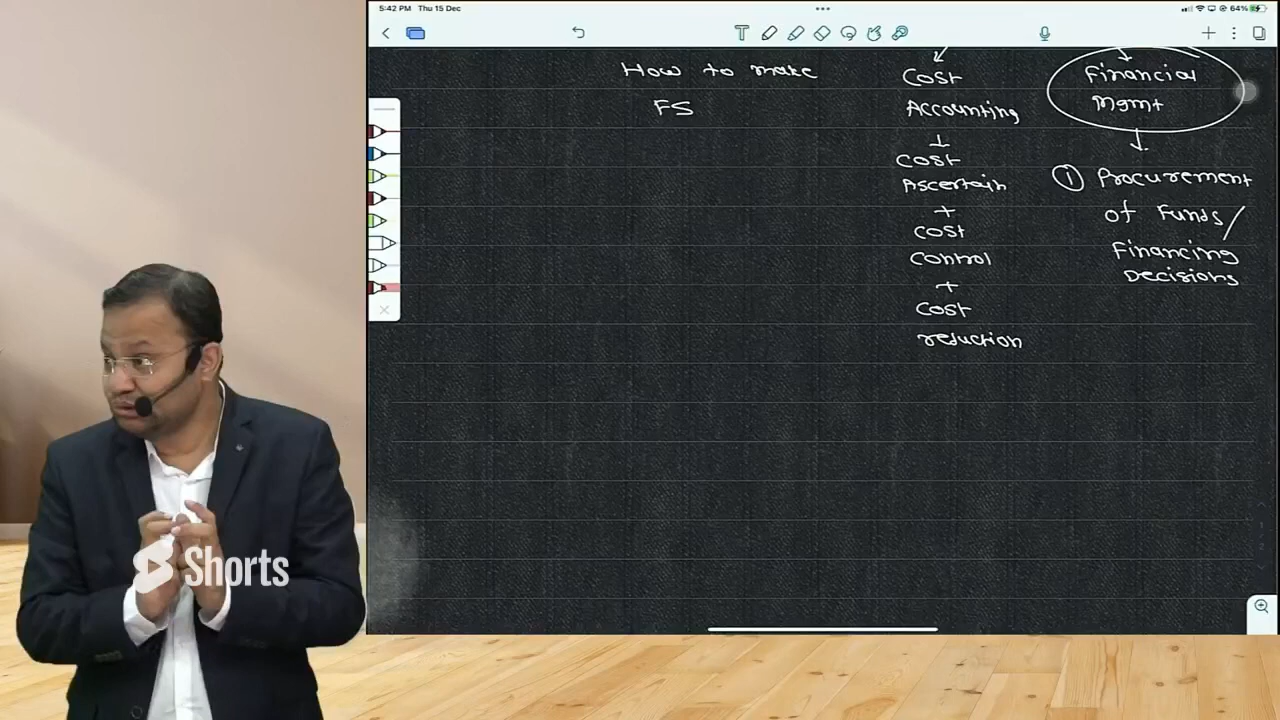 5:42 PM Thu 15 Dec
64%
T
How to make
FS
Cost
Accounting
Cost
Ascertain
+
Cost
Control
+
Cost
reduction
Financial
Mgmt
① Procurement
of Funds/
Financing
Decisions
Shorts